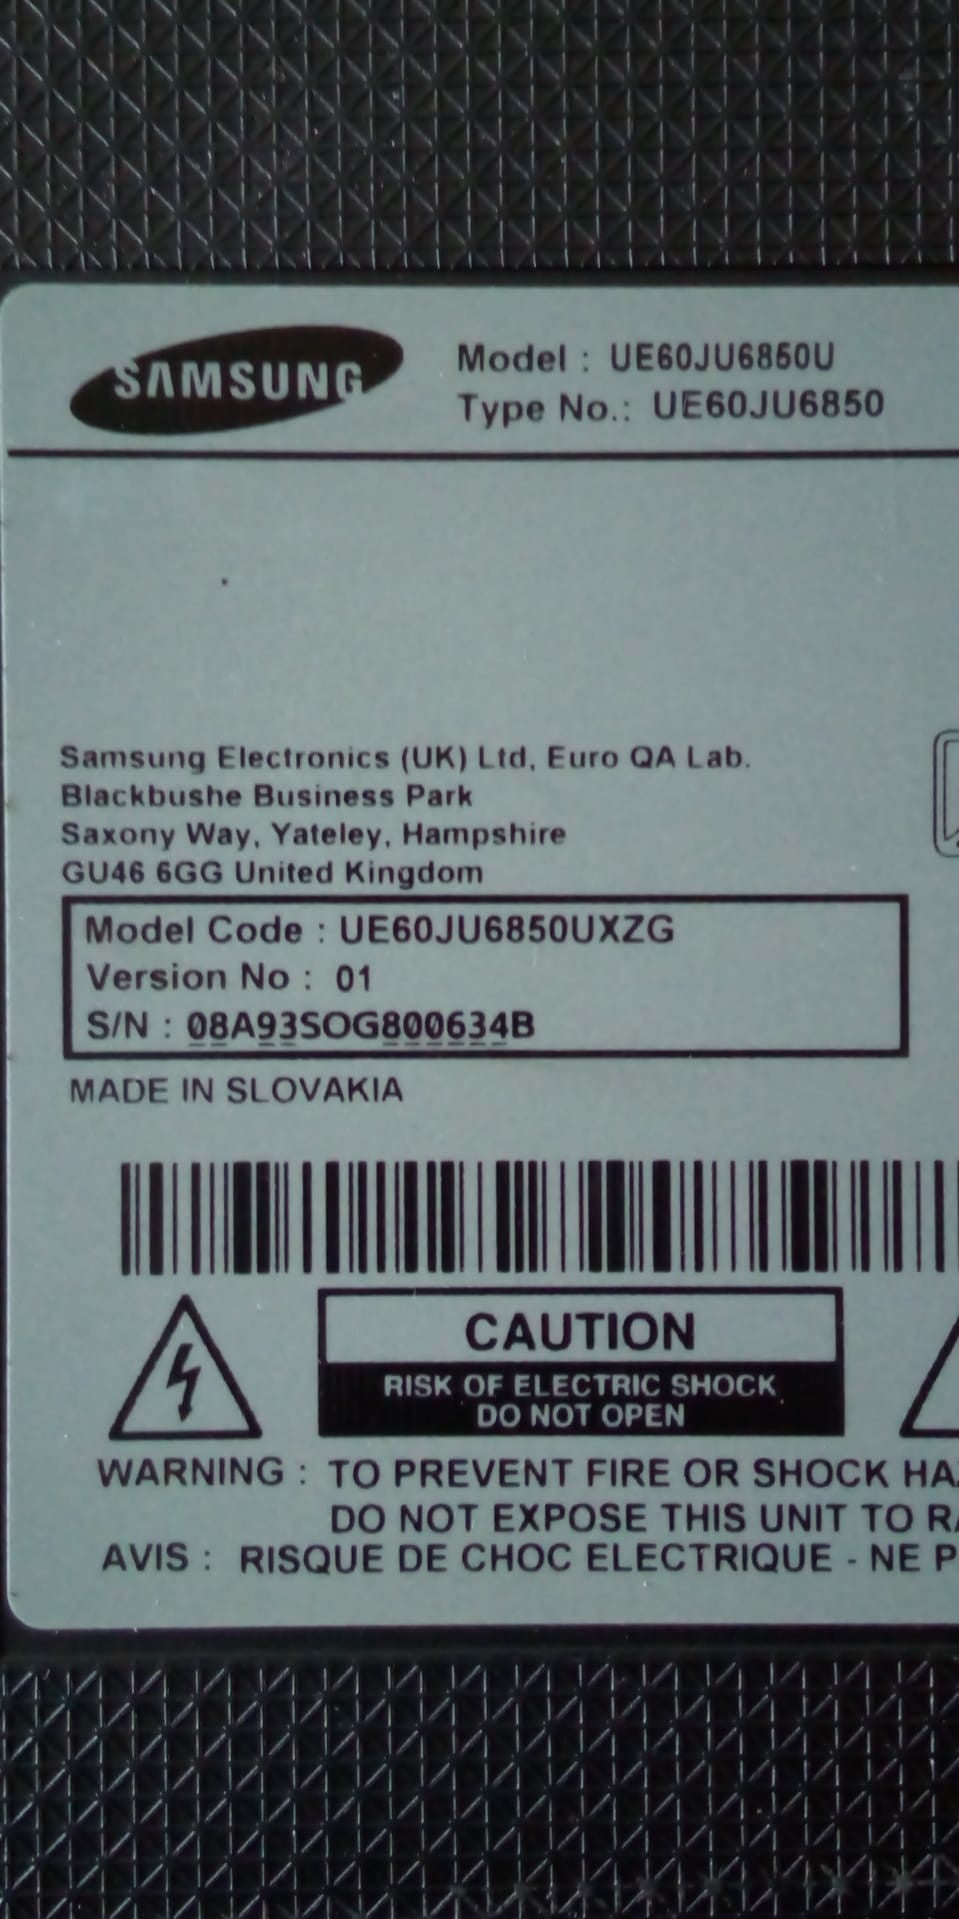 SAMSUNG
Model : UE60JU6850U
Type No.: UE60JU6850
Samsung Electronics (UK) Ltd, Euro QA Lab.
Blackbushe Business Park
Saxony Way, Yateley, Hampshire
GU46 6GG United Kingdom
Model Code : UE60JU6850UXZG
Version No : 01
S/N : 08A93SOG800634B
MADE IN SLOVAKIA
CAUTION
RISK OF ELECTRIC SHOCK
DO NOT OPEN
WARNING : TO PREVENT FIRE OR SHOCK HA
DO NOT EXPOSE THIS UNIT TO RA
AVIS : RISQUE DE CHOC ELECTRIQUE - NE P